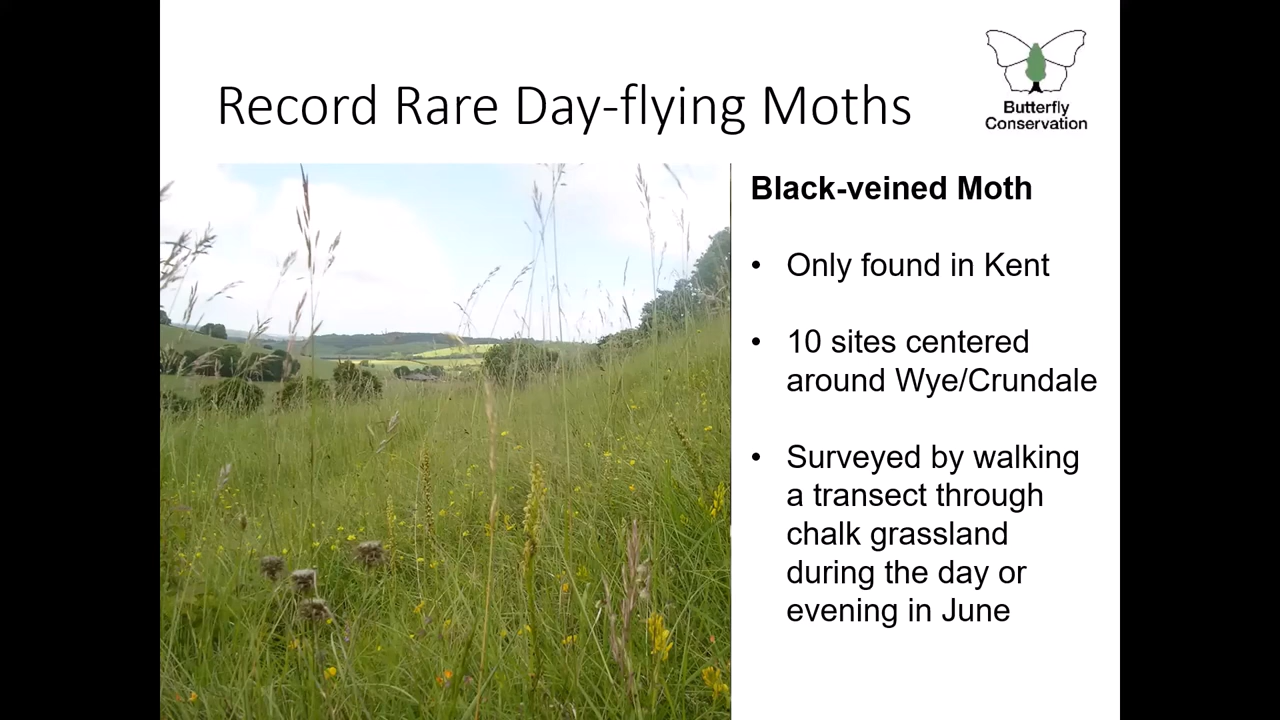 Record Rare Day-flying Moths
Butterfly
Conservation
Black-veined Moth
• Only found in Kent
• 10 sites centered
around Wye/Crundale
• Surveyed by walking
a transect through
chalk grassland
during the day or
evening in June